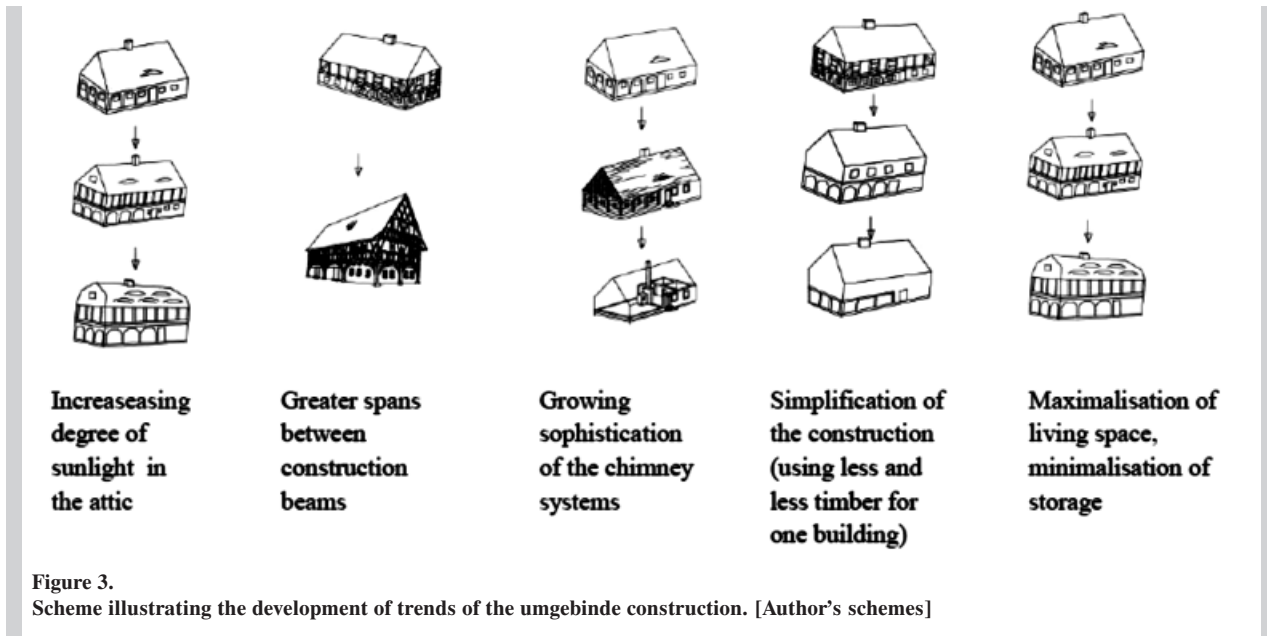 Increaseasing
degree of
sunlight in
the attic
Greater spans
between
construction
beams
Growing
sophistication
of the chimney
systems
Simplification of
the construction
(using less and
less timber for
one building)
Maximalisation of
living space,
minimalisation of
storage
Figure 3.
Scheme illustrating the development of trends of the umgebinde construction. [Author's schemes]